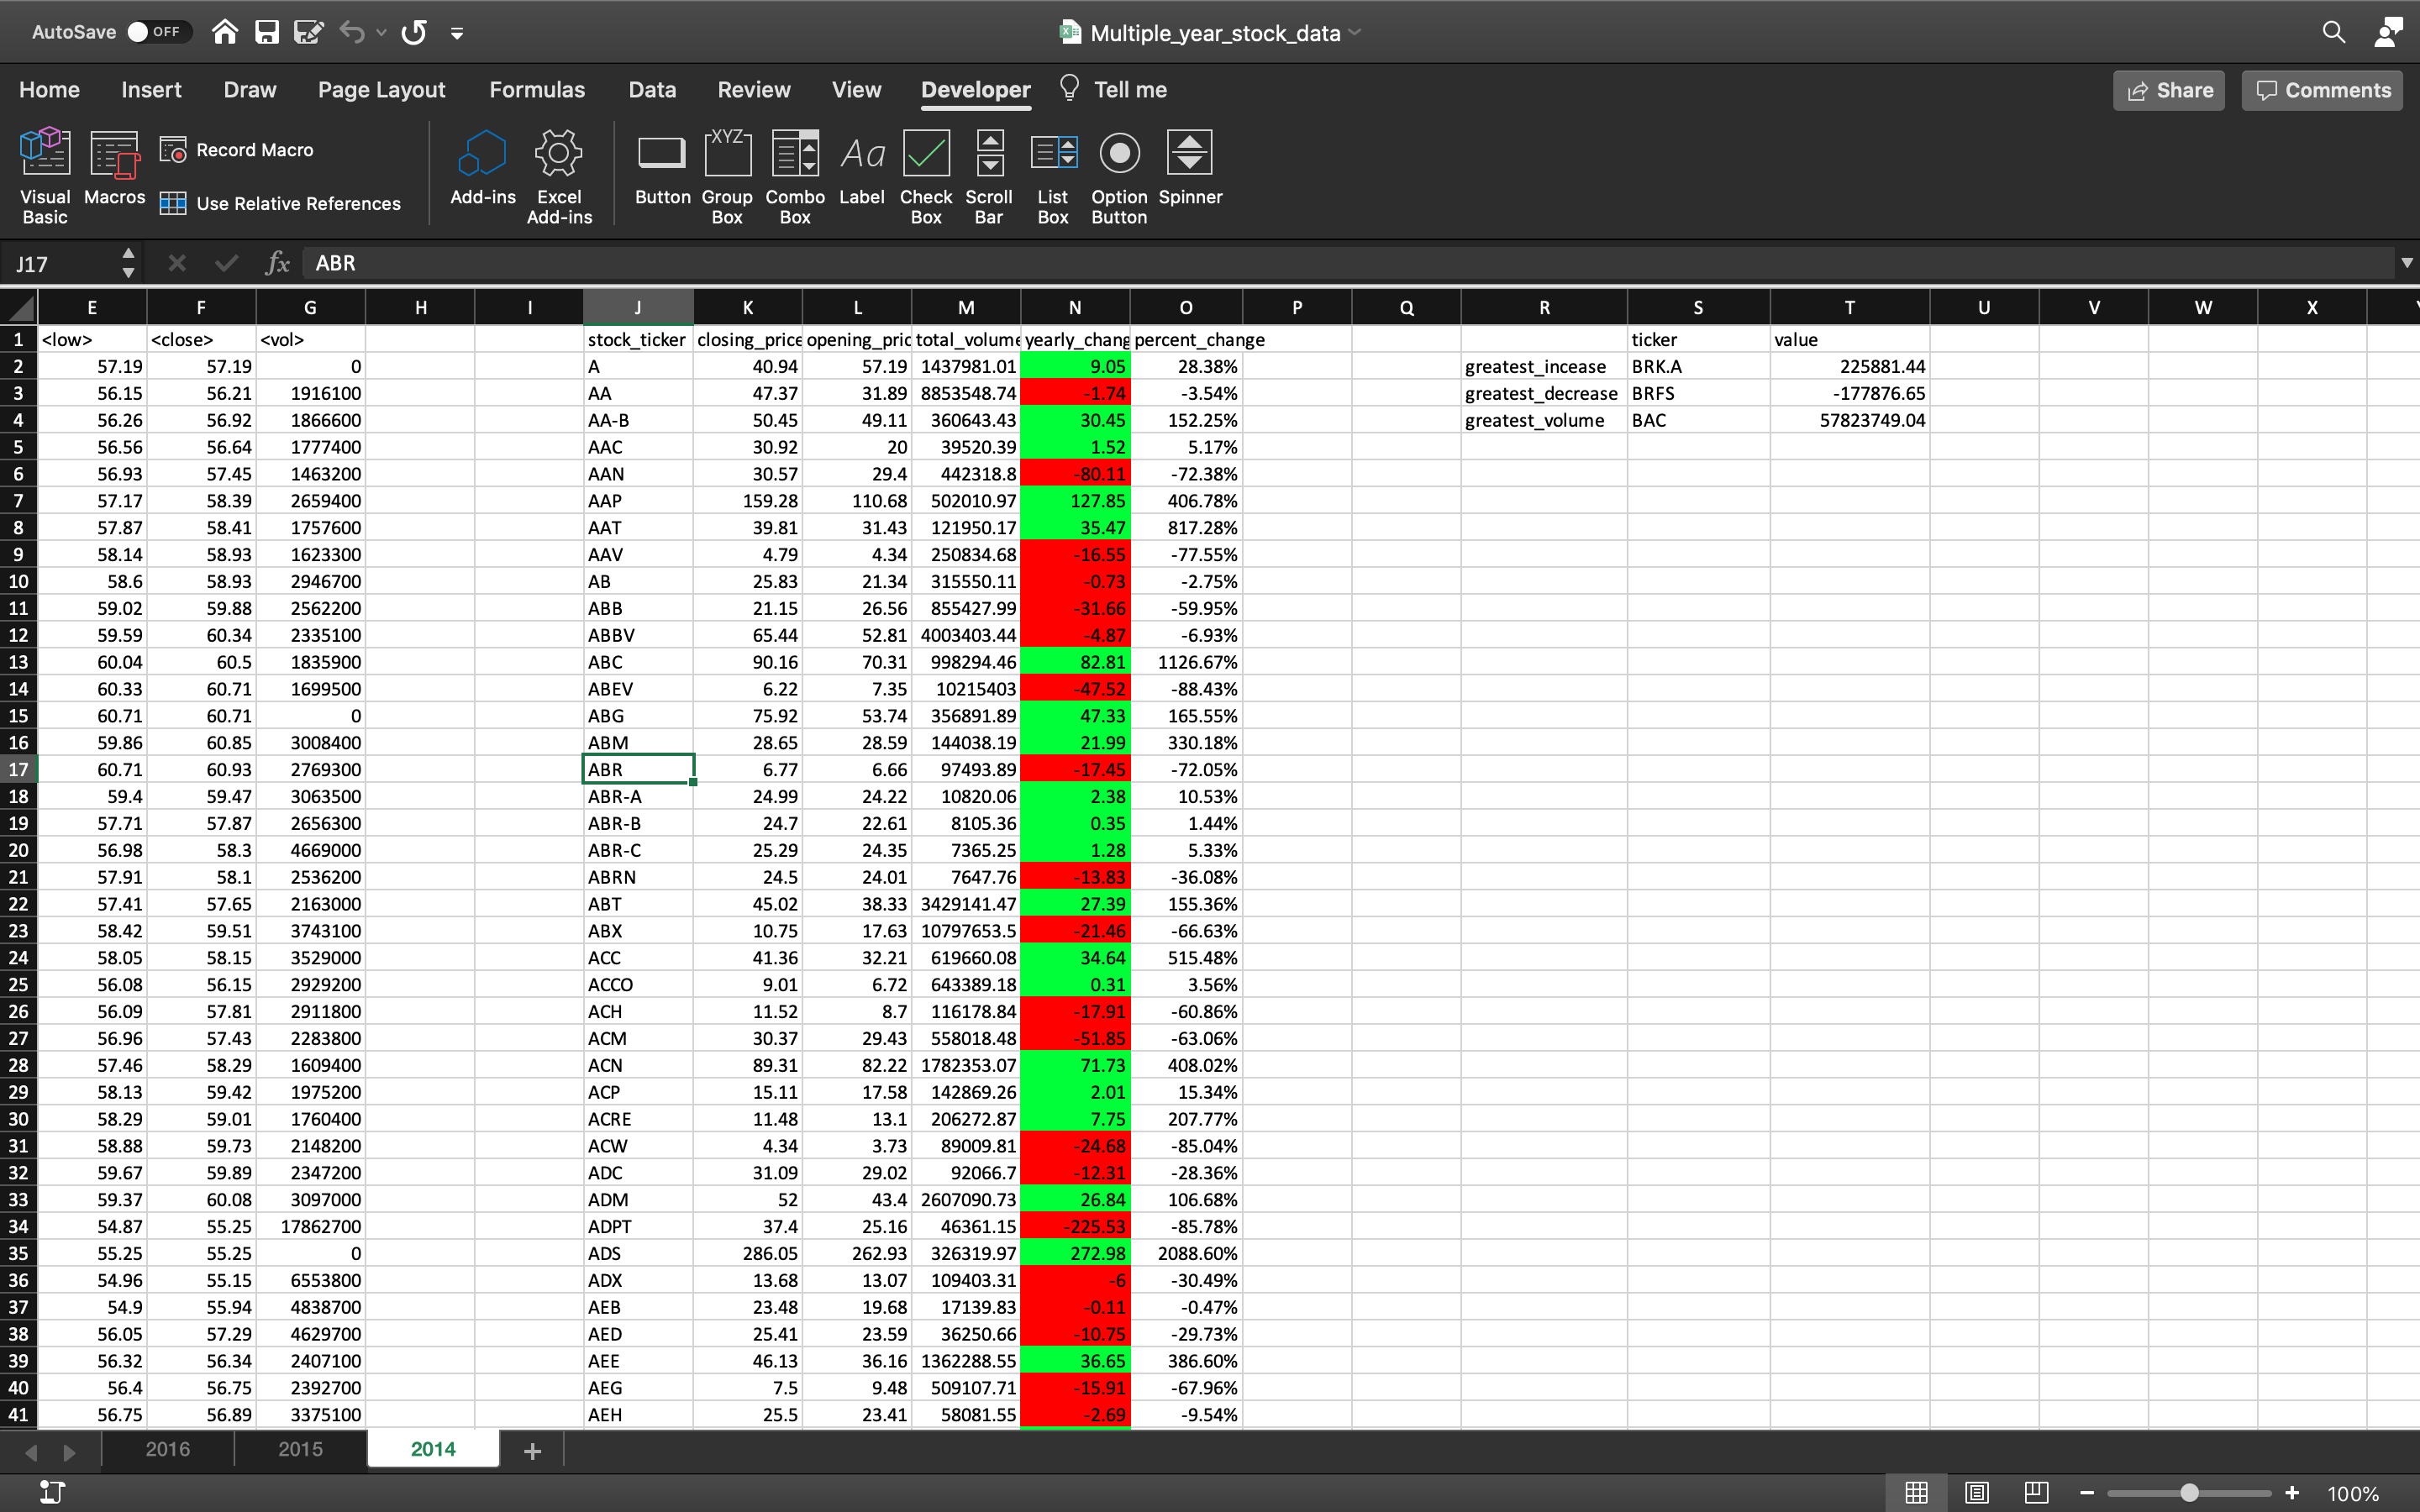 AutoSave OFF Multiple_year_stock_data
Home Insert Draw Page Layout Formulas Data Review View Developer Tell me Share Comments
Visual Basic Macros Record Macro Use Relative References Add-ins Excel Add-ins Button Group Box Combo Box XYZ Aa Label Check Box Scroll Bar List Box Option Button Spinner
J17 fx ABR
E F G H I J K L M N O P Q R S T U V W X
1 <low> <close> <vol> stock_ticker closing_price opening_pric total_volume yearly_chang percent_change ticker value
2 57.19 57.19 0 A 40.94 57.19 1437981.01 9.05 28.38% greatest_incease BRK.A 225881.44
3 56.15 56.21 1916100 AA 47.37 31.89 8853548.74 -1.74 -3.54% greatest_decrease BRFS -177876.65
4 56.26 56.92 1866600 AA-B 50.45 49.11 360643.43 30.45 152.25% greatest_volume BAC 57823749.04
5 56.56 56.64 1777400 AAC 30.92 20 39520.39 1.52 5.17%
6 56.93 57.45 1463200 AAN 30.57 29.4 442318.8 -80.11 -72.38%
7 57.17 58.39 2659400 AAP 159.28 110.68 502010.97 127.85 406.78%
8 57.87 58.41 1757600 AAT 39.81 31.43 121950.17 35.47 817.28%
9 58.14 58.93 1623300 AAV 4.79 4.34 250834.68 -16.55 -77.55%
10 58.6 58.93 2946700 AB 25.83 21.34 315550.11 -0.73 -2.75%
11 59.02 59.88 2562200 ABB 21.15 26.56 855427.99 -31.66 -59.95%
12 59.59 60.34 2335100 ABBV 65.44 52.81 4003403.44 -4.87 -6.93%
13 60.04 60.5 1835900 ABC 90.16 70.31 998294.46 82.81 1126.67%
14 60.33 60.71 1699500 ABEV 6.22 7.35 10215403 -47.52 -88.43%
15 60.71 60.71 0 ABG 75.92 53.74 356891.89 47.33 165.55%
16 59.86 60.85 3008400 ABM 28.65 28.59 144038.19 21.99 330.18%
17 60.71 60.93 2769300 ABR 6.77 6.66 97493.89 -17.45 -72.05%
18 59.4 59.47 3063500 ABR-A 24.99 24.22 10820.06 2.38 10.53%
19 57.71 57.87 2656300 ABR-B 24.7 22.61 8105.36 0.35 1.44%
20 56.98 58.3 4669000 ABR-C 25.29 24.35 7365.25 1.28 5.33%
21 57.91 58.1 2536200 ABRN 24.5 24.01 7647.76 -13.83 -36.08%
22 57.41 57.65 2163000 ABT 45.02 38.33 3429141.47 27.39 155.36%
23 58.42 59.51 3743100 ABX 10.75 17.63 10797653.5 -21.46 -66.63%
24 58.05 58.15 3529000 ACC 41.36 32.21 619660.08 34.64 515.48%
25 56.08 56.15 2929200 ACCO 9.01 6.72 643389.18 0.31 3.56%
26 56.09 57.81 2911800 ACH 11.52 8.7 116178.84 -17.91 -60.86%
27 56.96 57.43 2283800 ACM 30.37 29.43 558018.48 -51.85 -63.06%
28 57.46 58.29 1609400 ACN 89.31 82.22 1782353.07 71.73 408.02%
29 58.13 59.42 1975200 ACP 15.11 17.58 142869.26 2.01 15.34%
30 58.29 59.01 1760400 ACRE 11.48 13.1 206272.87 7.75 207.77%
31 58.88 59.73 2148200 ACW 4.34 3.73 89009.81 -24.68 -85.04%
32 59.67 59.89 2347200 ADC 31.09 29.02 92066.7 -12.31 -28.36%
33 59.37 60.08 3097000 ADM 52 43.4 2607090.73 26.84 106.68%
34 54.87 55.25 17862700 ADPT 37.4 25.16 46361.15 -225.53 -85.78%
35 55.25 55.25 0 ADS 286.05 262.93 326319.97 272.98 2088.60%
36 54.96 55.15 6553800 ADX 13.68 13.07 109403.31 -6 -30.49%
37 54.9 55.94 4838700 AEB 23.48 19.68 17139.83 -0.11 -0.47%
38 56.05 57.29 4629700 AED 25.41 23.59 36250.66 -10.75 -29.73%
39 56.32 56.34 2407100 AEE 46.13 36.16 1362288.55 36.65 386.60%
40 56.4 56.75 2392700 AEG 7.5 9.48 509107.71 -15.91 -67.96%
41 56.75 56.89 3375100 AEH 25.5 23.41 58081.55 -2.69 -9.54%
2016 2015 2014 +
100%